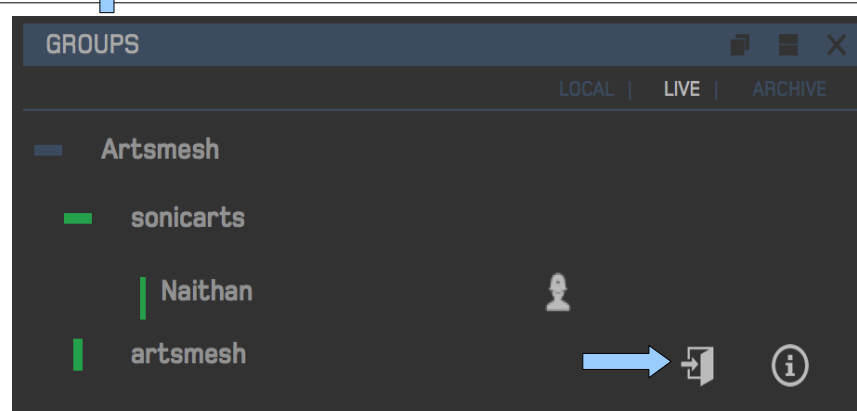 GROUPS
LOCAL | LIVE | ARCHIVE
Artsmesh
sonicarts
Naithan
artsmesh
i